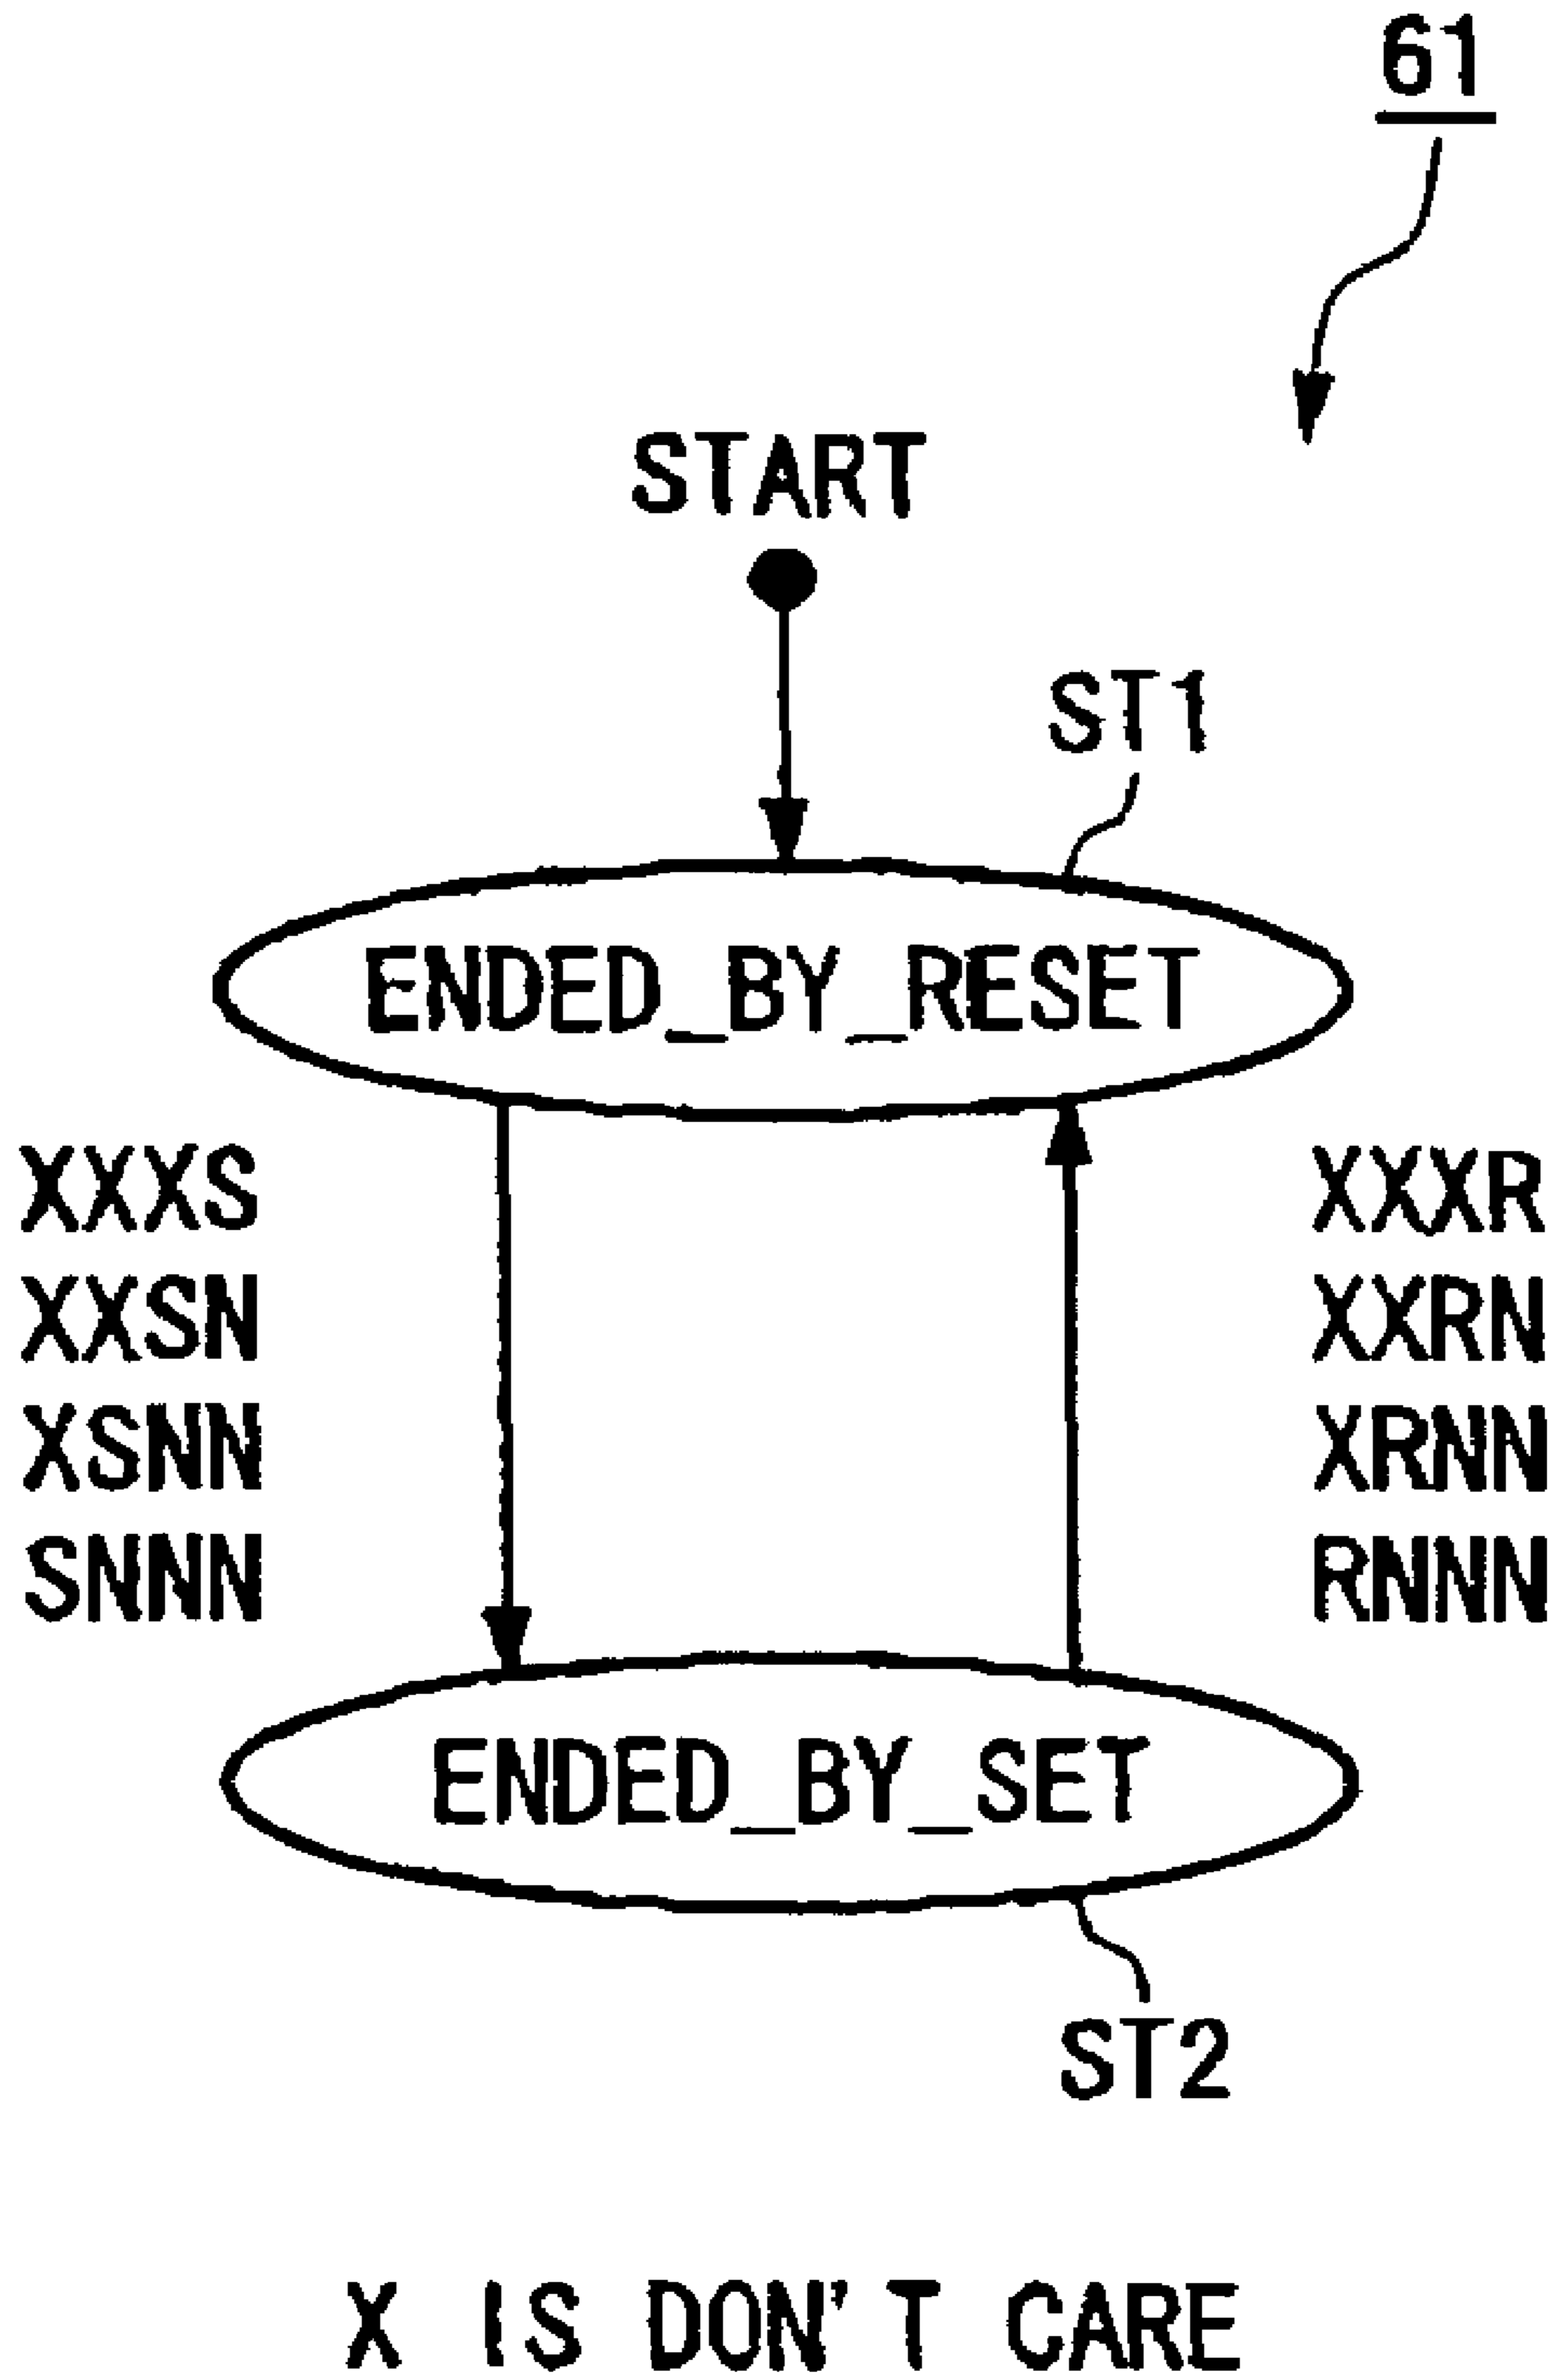 61
START
ST1
ENDED_BY_RESET
XXXS
XXSN
XSNN
SNNN
XXXR
XXRN
XRNN
RNNN
ENDED_BY_SET
ST2
X IS DON'T CARE